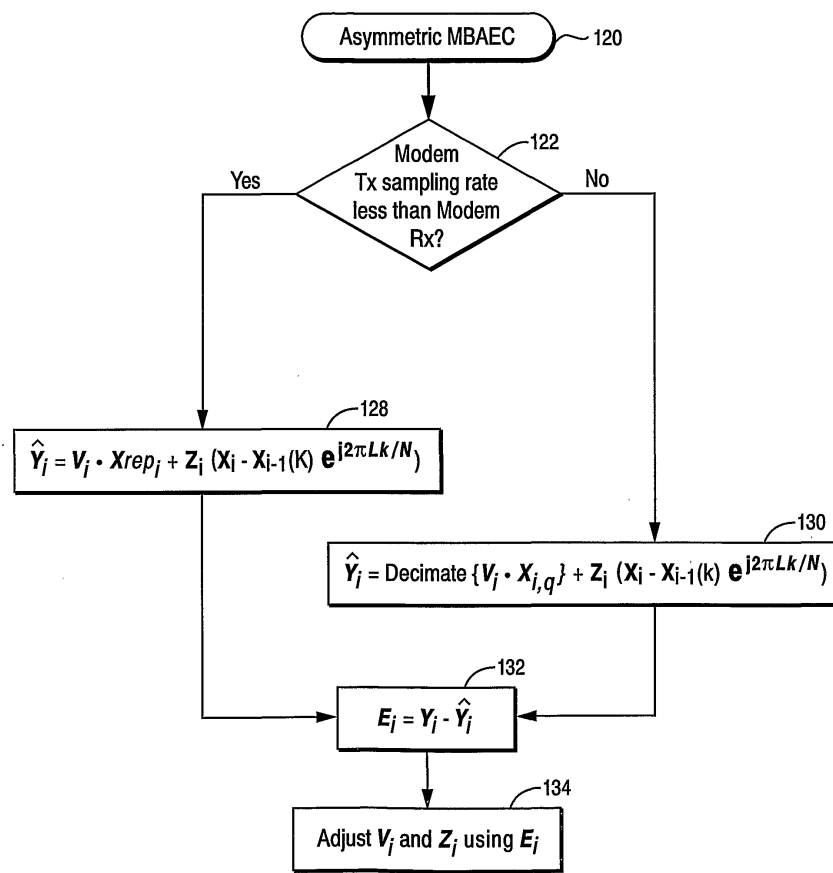 Asymmetric MBAEC
120
122
Modem
Tx sampling rate
less than Modem
Rx?
Yes
No
128
Ŷi = Vi • Xrepi + Zi (Xi - Xi-1(K) e^j2πLk/N)
130
Ŷi = Decimate {Vi • Xi,q} + Zi (Xi - Xi-1(k) e^j2πLk/N)
132
Ei = Yi - Ŷi
134
Adjust Vi and Zi using Ei